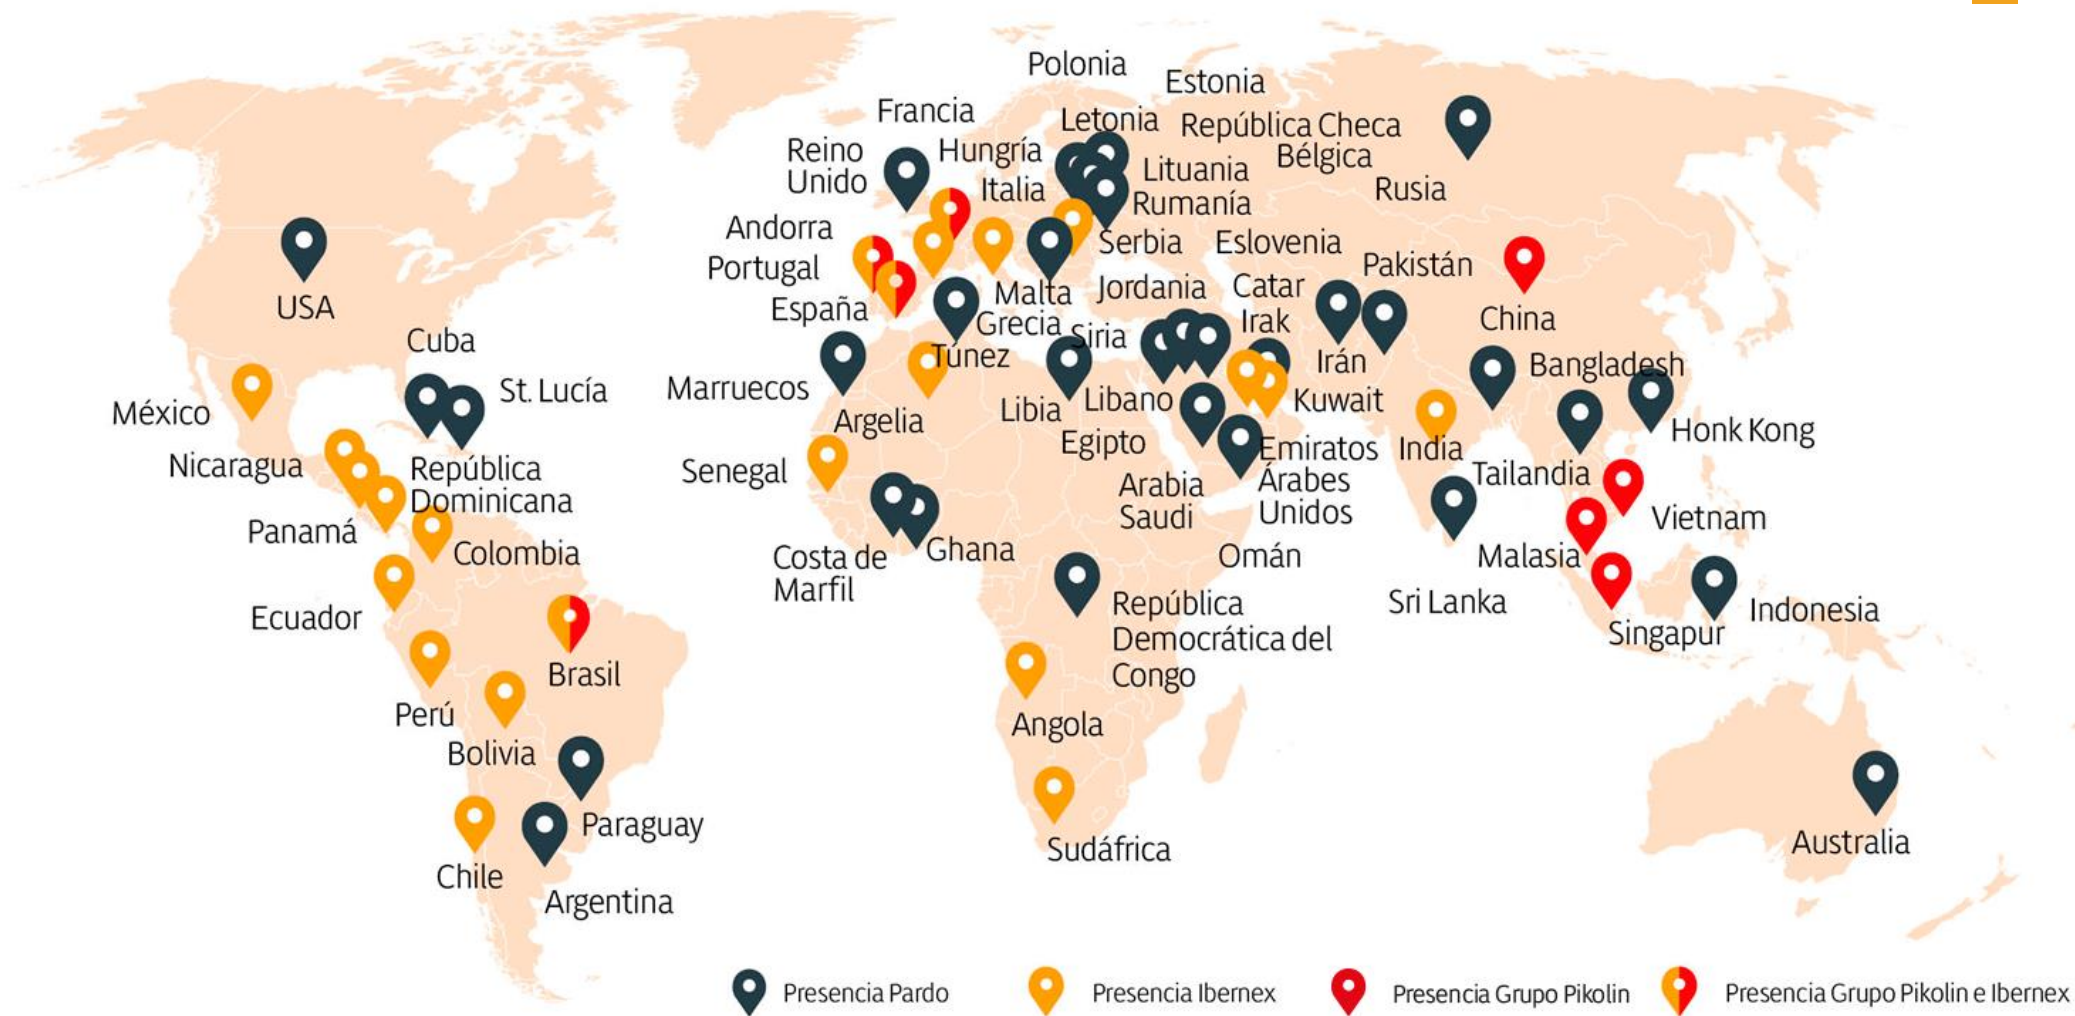 Polonia
Estonia
Francia
Letonia
República Checa
Reino
Unido
Hungría
Bélgica
Lituania
Italia
Rusia
Rumanía
Andorra
Serbia
Eslovenia
Portugal
Pakistán
España
Malta
Jordania
Catar
USA
China
Grecia
Siria
Irak
Cuba
Túnez
Irán
Bangladesh
St. Lucía
Marruecos
México
Argelia
Libia
Libano
Kuwait
Honk Kong
Egipto
Emiratos
Árabes
Unidos
India
Nicaragua
República
Dominicana
Senegal
Tailandia
Arabia
Saudi
Panamá
Vietnam
Colombia
Costa de
Marfil
Ghana
Omán
Malasia
Ecuador
República
Democrática del
Congo
Sri Lanka
Indonesia
Singapur
Brasil
Perú
Angola
Bolivia
Paraguay
Sudáfrica
Australia
Chile
Argentina
Presencia Pardo
Presencia Ibernex
Presencia Grupo Pikolin
Presencia Grupo Pikolin e Ibernex